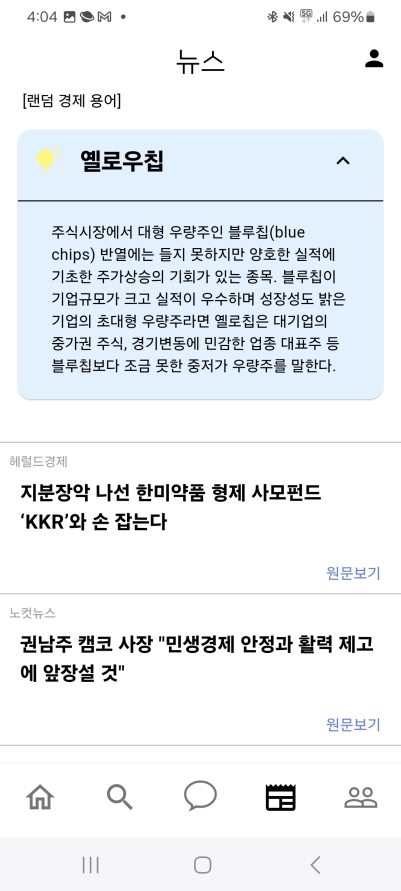 4:04
5G
69%
뉴스
[랜덤 경제 용어]
옐로우칩
주식시장에서 대형 우량주인 블루칩(blue
chips) 반열에는 들지 못하지만 양호한 실적에
기초한 주가상승의 기회가 있는 종목. 블루칩이
기업규모가 크고 실적이 우수하며 성장성도 밝은
기업의 초대형 우량주라면 옐로칩은 대기업의
중가권 주식, 경기변동에 민감한 업종 대표주 등
블루칩보다 조금 못한 중저가 우량주를 말한다.
헤럴드경제
지분장악 나선 한미약품 형제 사모펀드
‘KKR’와 손 잡는다
원문보기
노컷뉴스
권남주 캠코 사장 "민생경제 안정과 활력 제고
에 앞장설 것"
원문보기